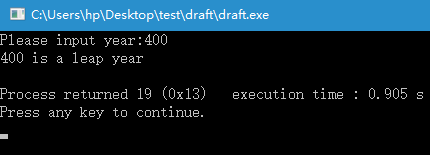 C:\Users\hp\Desktop\test\draft\draft.exe
Please input year:400
400 is a leap year
Process returned 19 (0x13)   execution time : 0.905 s
Press any key to continue.